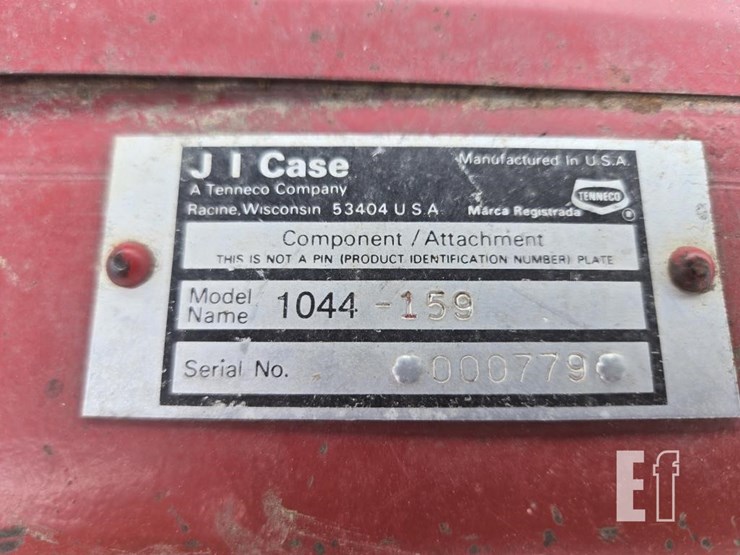 J I Case
Manufactured In U.S.A.
A Tenneco Company
TENNECO
Racine, Wisconsin 53404 U S A
Marca Registrada ®
Component / Attachment
THIS IS NOT A PIN (PRODUCT IDENTIFICATION NUMBER) PLATE
Model Name 1044 -159
Serial No. *000779*
Ef